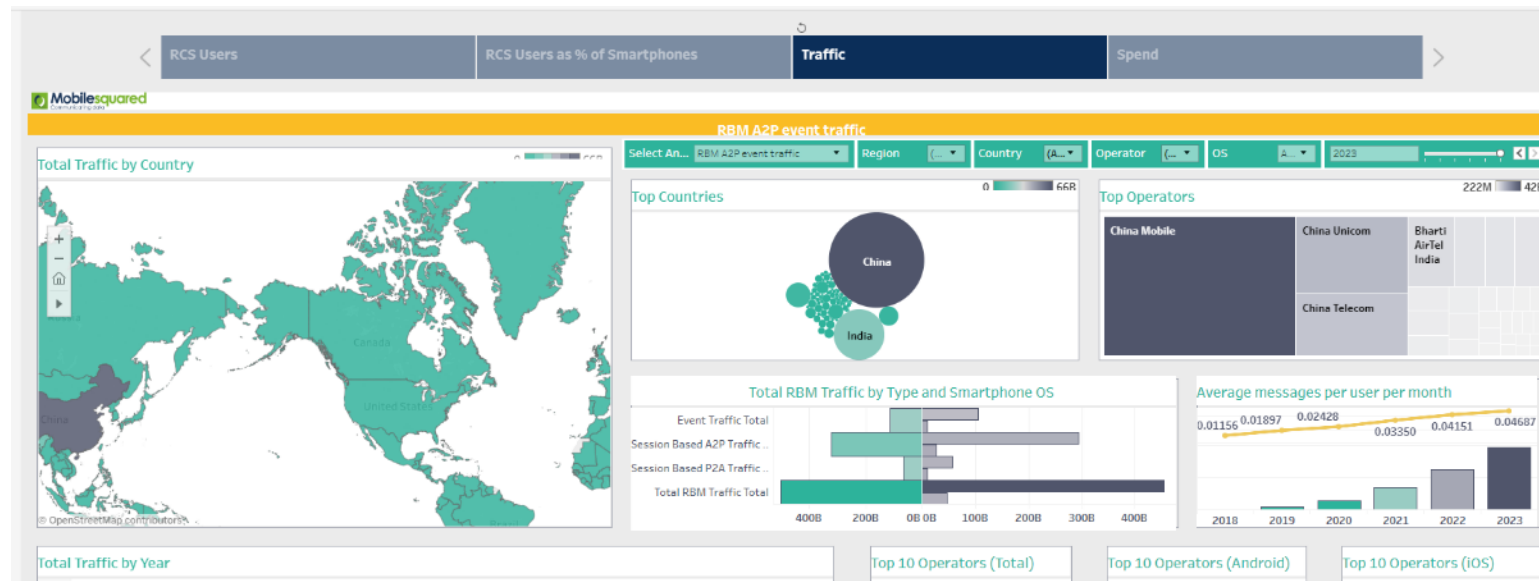 RCS Users
RCS Users as % of Smartphones
Traffic
Spend
Mobilesquared
RBM A2P event traffic
Total Traffic by Country
Select An...
RBM A2P event traffic
Region
(...
Country
(A...
Operator
(...
OS
A...
2023
Top Countries
0
66B
China
India
Top Operators
222M
China Mobile
China Unicom
Bharti
AirTel
India
China Telecom
+
−
Canada
United States
China
Brazil
© OpenStreetMap contributors
Total RBM Traffic by Type and Smartphone OS
Event Traffic Total
Session Based A2P Traffic ..
Session Based P2A Traffic ..
Total RBM Traffic Total
400B 200B 0B 0B 100B 200B 300B 400B
Average messages per user per month
0.01156 0.01897 0.02428 0.03350 0.04151 0.04687
2018 2019 2020 2021 2022 2023
Total Traffic by Year
Top 10 Operators (Total)
Top 10 Operators (Android)
Top 10 Operators (iOS)